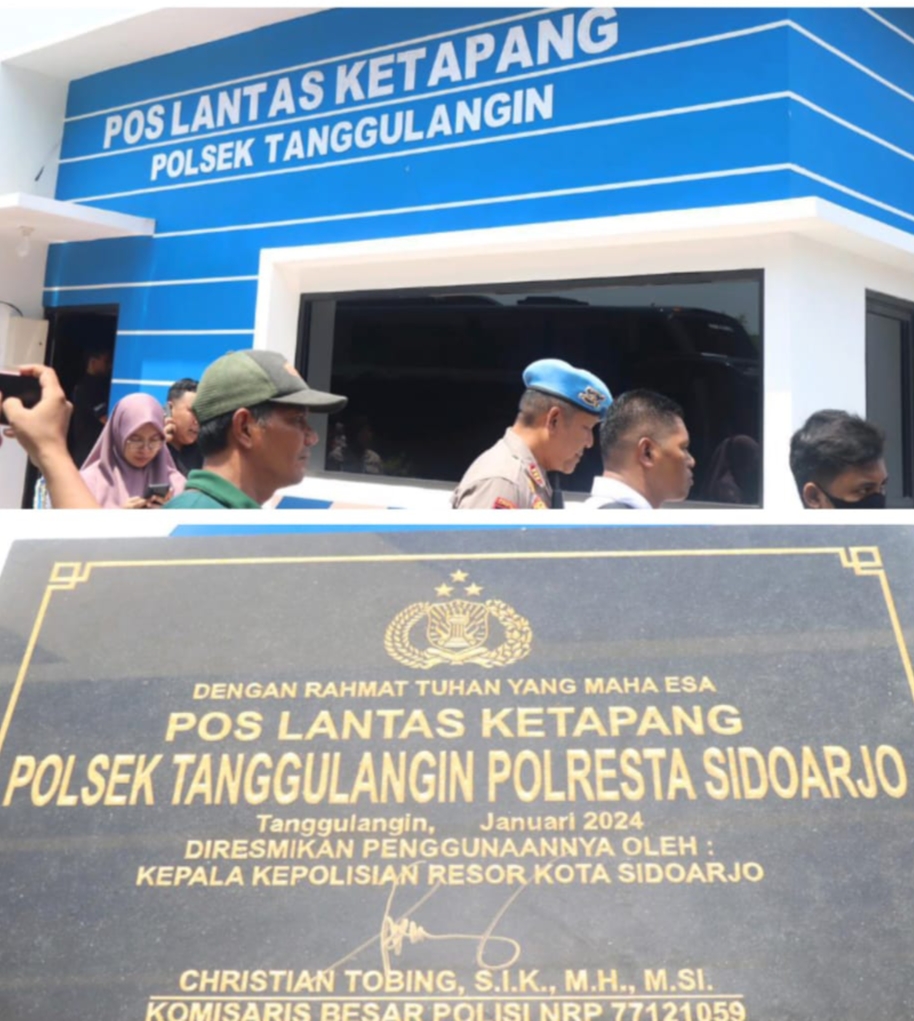 POS LANTAS KETAPANG
POLSEK TANGGULANGIN
DENGAN RAHMAT TUHAN YANG MAHA ESA
POS LANTAS KETAPANG
POLSEK TANGGULANGIN POLRESTA SIDOARJO
Tanggulangin, Januari 2024
DIRESMIKAN PENGGUNAANNYA OLEH :
KEPALA KEPOLISIAN RESOR KOTA SIDOARJO
CHRISTIAN TOBING, S.I.K., M.H., M.SI.
KOMISARIS BESAR POLISI NRP 77121059